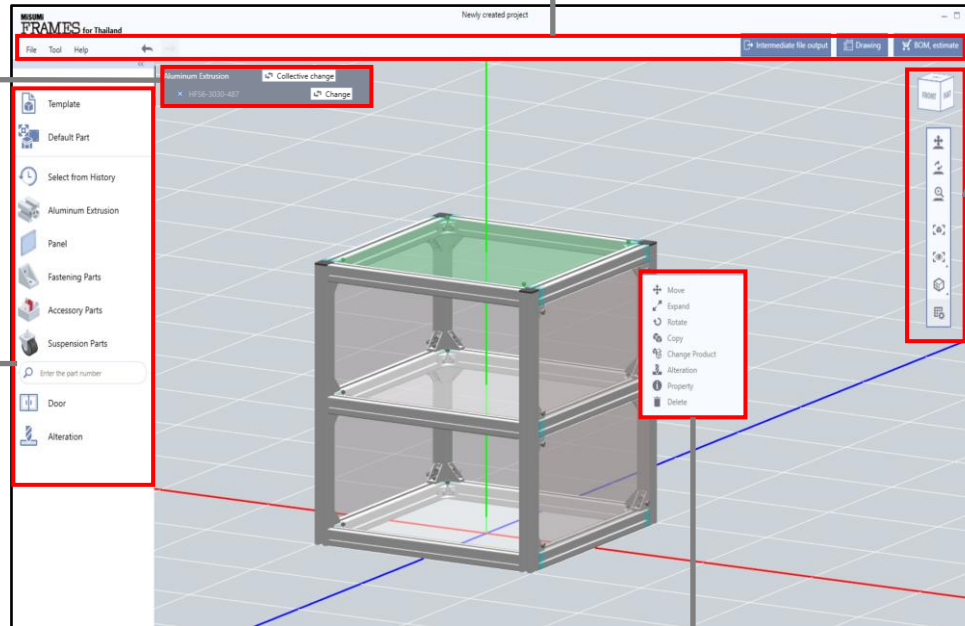 MiSUMi
FRAMES for Thailand
Newly created project
File Tool Help
Intermediate file output Drawing BOM, estimate
Aluminum Extrusion Collective change
HFS6-3030-487 Change
Template
Default Part
Select from History
Aluminum Extrusion
Panel
Fastening Parts
Accessory Parts
Suspension Parts
Enter the part number
Door
Alteration
FRONT
Move
Expand
Rotate
Copy
Change Product
Alteration
Property
Delete